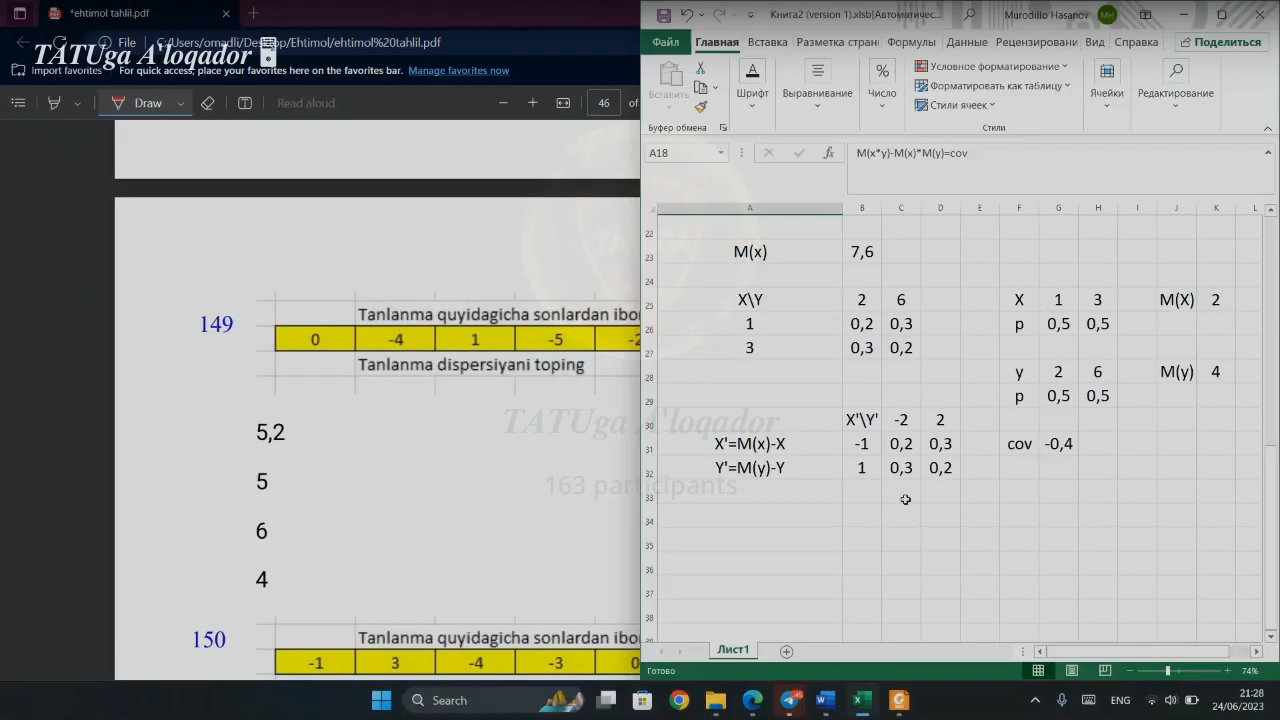 *ehtimol tahlil.pdf
File
C:/Users/omadli/Desktop/Ehtimol/ehtimol%20tahlil.pdf
TATUga A'loqador
Import favorites
For quick access, place your favorites here on the favorites bar.
Manage favorites now
Draw
Read aloud
46
of
149
Tanlanma quyidagicha sonlardan ibor
0 -4 1 -5 -2
Tanlanma dispersiyani toping
5,2
5
6
4
TATUga A'loqador
163 participants
150
Tanlanma quyidagicha sonlardan ibor
-1 3 -4 -3 0
Книга2 (version 1).xlsb[Автоматичес...
Murodillo Hasanov
MH
Файл
Главная
Вставка
Разметка страни
Формулы
Данные
Рецензировани
Вид
Справка
Поделиться
Вставить
Буфер обмена
Шрифт
Выравнивание
Число
Условное форматирование
Форматировать как таблицу
Стили ячеек
Стили
Ячейки
Редактирование
A18
fx
M(x*y)-M(x)*M(y)=cov
A B C D E F G H I J K L
22
23 M(x) 7,6
24
25 X\Y 2 6 X 1 3 M(X) 2
26 1 0,2 0,3 p 0,5 0,5
27 3 0,3 0,2
28 y 2 6 M(y) 4
29 p 0,5 0,5
30 X'\Y' -2 2
31 X'=M(x)-X -1 0,2 0,3 cov -0,4
32 Y'=M(y)-Y 1 0,3 0,2
33
34
35
36
37
38
39
Лист1
Готово
74%
Search
45
ENG
21:28
24/06/2023